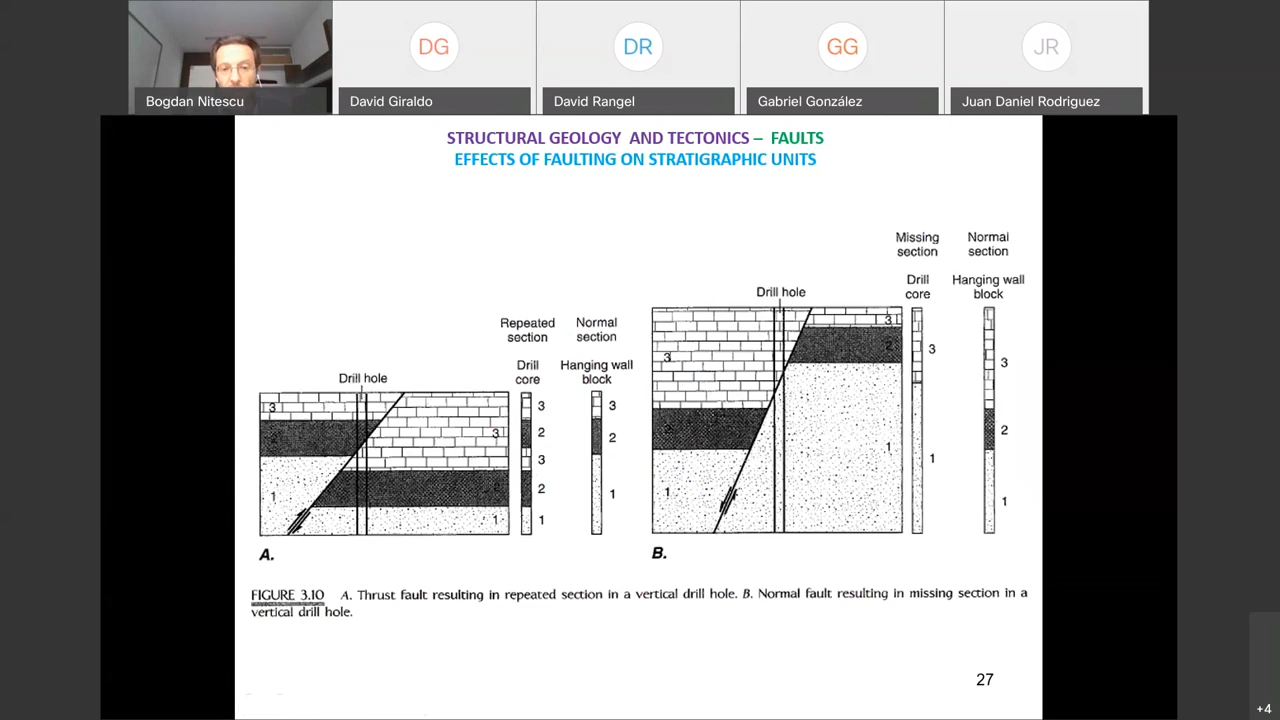 DG
DR
GG
JR
Bogdan Nitescu
David Giraldo
David Rangel
Gabriel González
Juan Daniel Rodriguez
STRUCTURAL GEOLOGY AND TECTONICS – FAULTS
EFFECTS OF FAULTING ON STRATIGRAPHIC UNITS
Repeated section
Normal section
Drill hole
Drill core
Hanging wall block
3
2
1
3
1
3
2
3
2
1
3
2
1
A.
Missing section
Normal section
Drill hole
Drill core
Hanging wall block
3
1
3
2
1
3
1
3
2
1
B.
FIGURE 3.10 A. Thrust fault resulting in repeated section in a vertical drill hole. B. Normal fault resulting in missing section in a
vertical drill hole.
27
+4